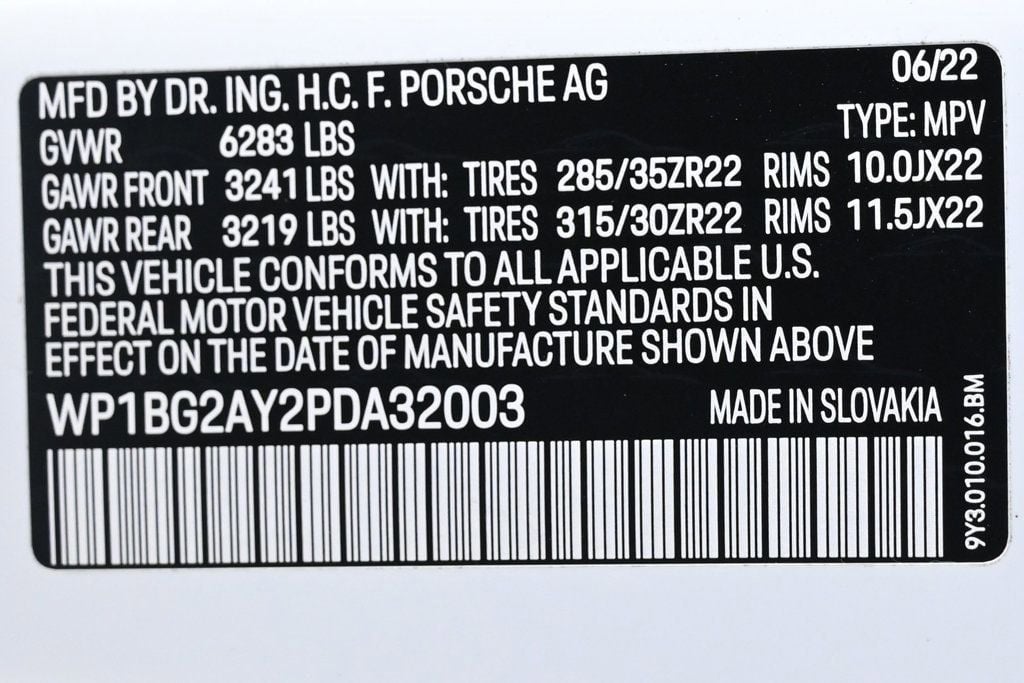 MFD BY DR. ING. H.C. F. PORSCHE AG 06/22
GVWR 6283 LBS TYPE: MPV
GAWR FRONT 3241 LBS WITH: TIRES 285/35ZR22 RIMS 10.0JX22
GAWR REAR 3219 LBS WITH: TIRES 315/30ZR22 RIMS 11.5JX22
THIS VEHICLE CONFORMS TO ALL APPLICABLE U.S.
FEDERAL MOTOR VEHICLE SAFETY STANDARDS IN
EFFECT ON THE DATE OF MANUFACTURE SHOWN ABOVE
WP1BG2AY2PDA32003 MADE IN SLOVAKIA
9Y3.010.016.BM